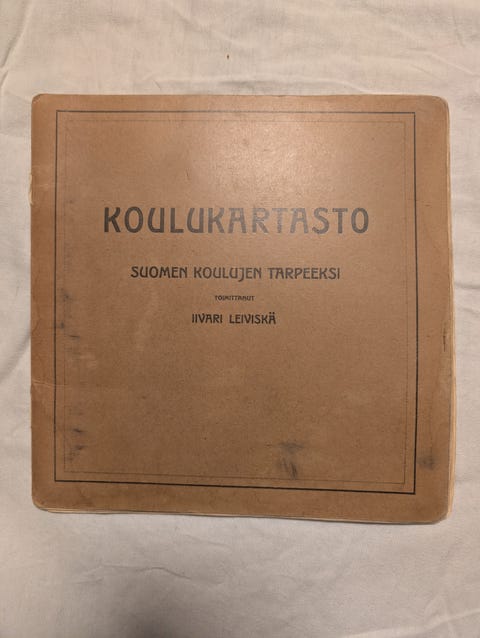 KOULUKARTASTO
SUOMEN KOULUJEN TARPEEKSI
TOIMITTANUT
IIVARI LEIVISKÄ